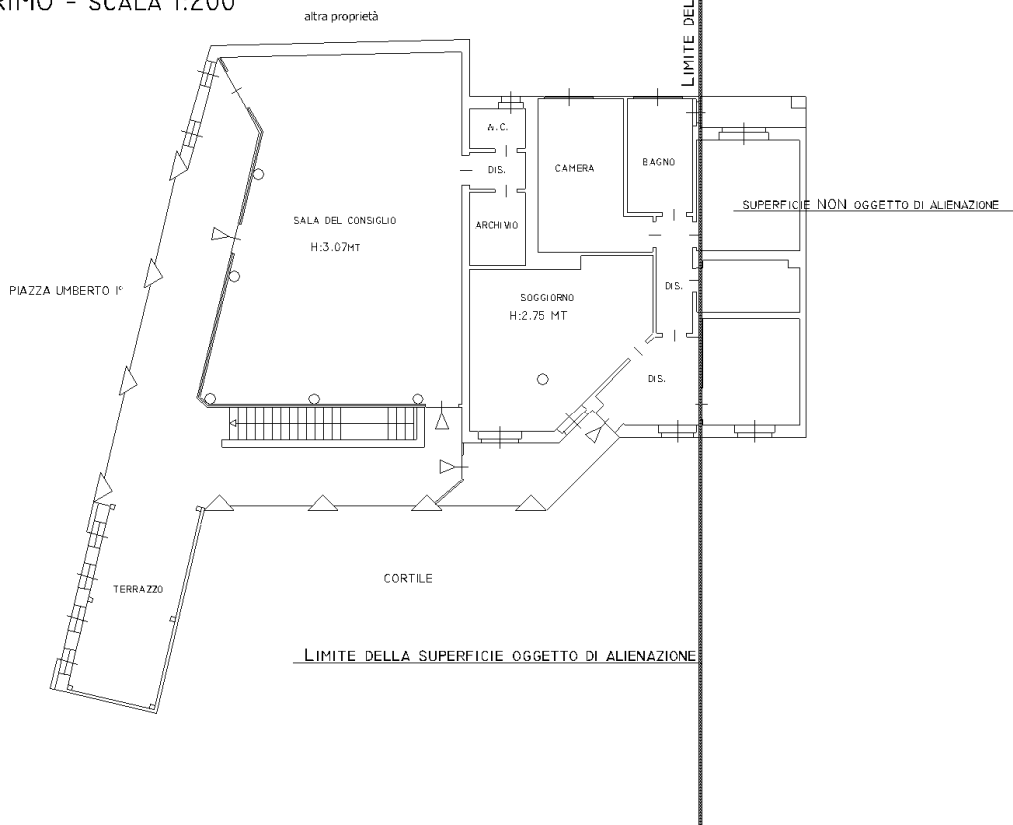 RIMO - SCALA 1:200
altra proprietà
LIMITE DEL
A.C.
DIS.
CAMERA
BAGNO
SUPERFICIE NON OGGETTO DI ALIENAZIONE
SALA DEL CONSIGLIO
H:3.07MT
ARCHIVIO
PIAZZA UMBERTO I°
DIS.
SOGGIORNO
H:2.75 MT
DIS.
CORTILE
TERRAZZO
LIMITE DELLA SUPERFICIE OGGETTO DI ALIENAZIONE